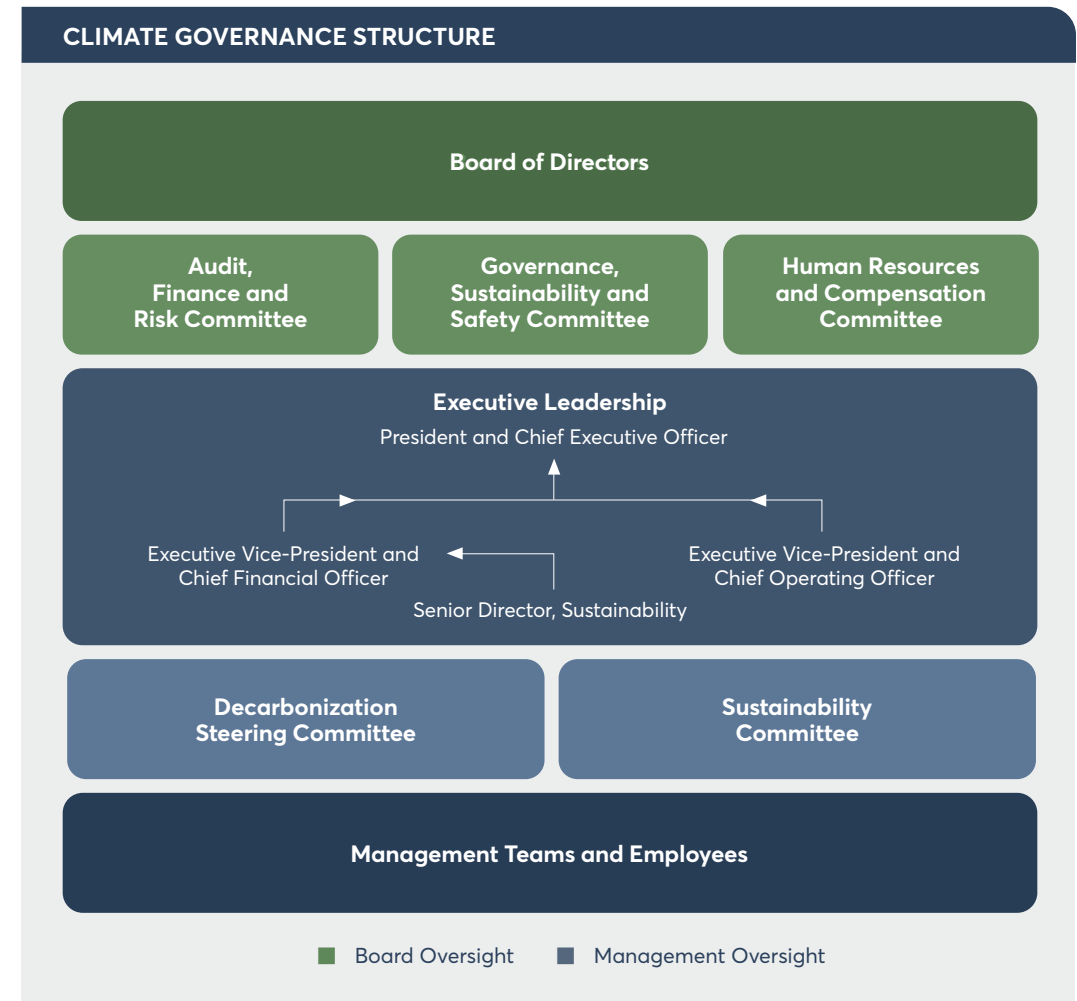 CLIMATE GOVERNANCE STRUCTURE
Board of Directors
Audit,
Finance and
Risk Committee
Governance,
Sustainability and
Safety Committee
Human Resources
and Compensation
Committee
Executive Leadership
President and Chief Executive Officer
Executive Vice-President and
Chief Financial Officer
Executive Vice-President and
Chief Operating Officer
Senior Director, Sustainability
Decarbonization
Steering Committee
Sustainability
Committee
Management Teams and Employees
Board Oversight
Management Oversight